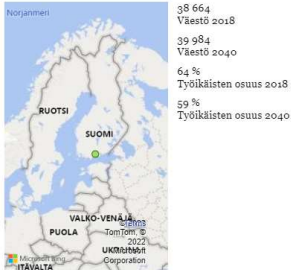 Norjanmeri
RUOTSI
SUOMI
VALKO-VENÄJÄ
PUOLA
TomTom, ©
2022
Microsoft Bing
Corporation
ITÄVALTA
38 664
Väestö 2018
39 984
Väestö 2040
64 %
Työikäisten osuus 2018
59 %
Työikäisten osuus 2040